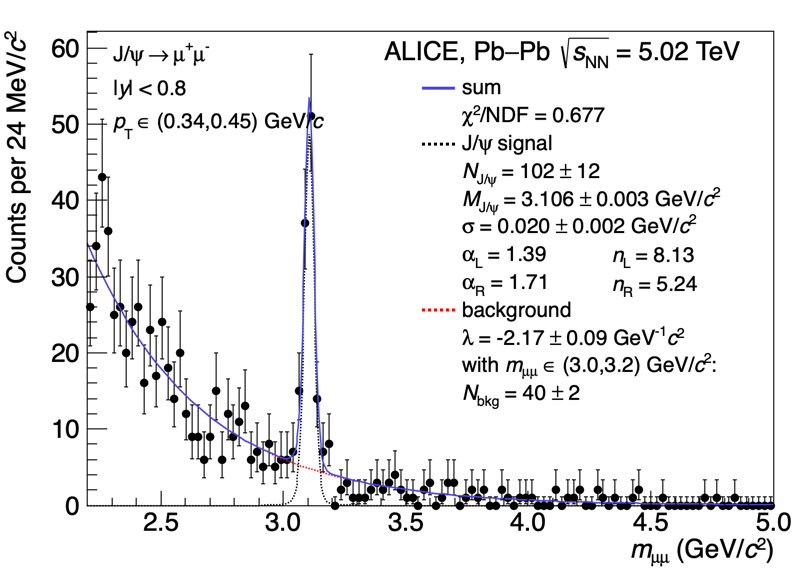 J/ψ → μ⁺μ⁻
|y| < 0.8
p_T ∈ (0.34,0.45) GeV/c
ALICE, Pb–Pb √s_NN = 5.02 TeV
sum
χ²/NDF = 0.677
J/ψ signal
N_J/ψ = 102 ± 12
M_J/ψ = 3.106 ± 0.003 GeV/c²
σ = 0.020 ± 0.002 GeV/c²
α_L = 1.39 n_L = 8.13
α_R = 1.71 n_R = 5.24
background
λ = -2.17 ± 0.09 GeV⁻¹c²
with m_μμ ∈ (3.0,3.2) GeV/c²:
N_bkg = 40 ± 2
Counts per 24 MeV/c²
60
50
40
30
20
10
0
2.5 3.0 3.5 4.0 4.5 5.0
m_μμ (GeV/c²)